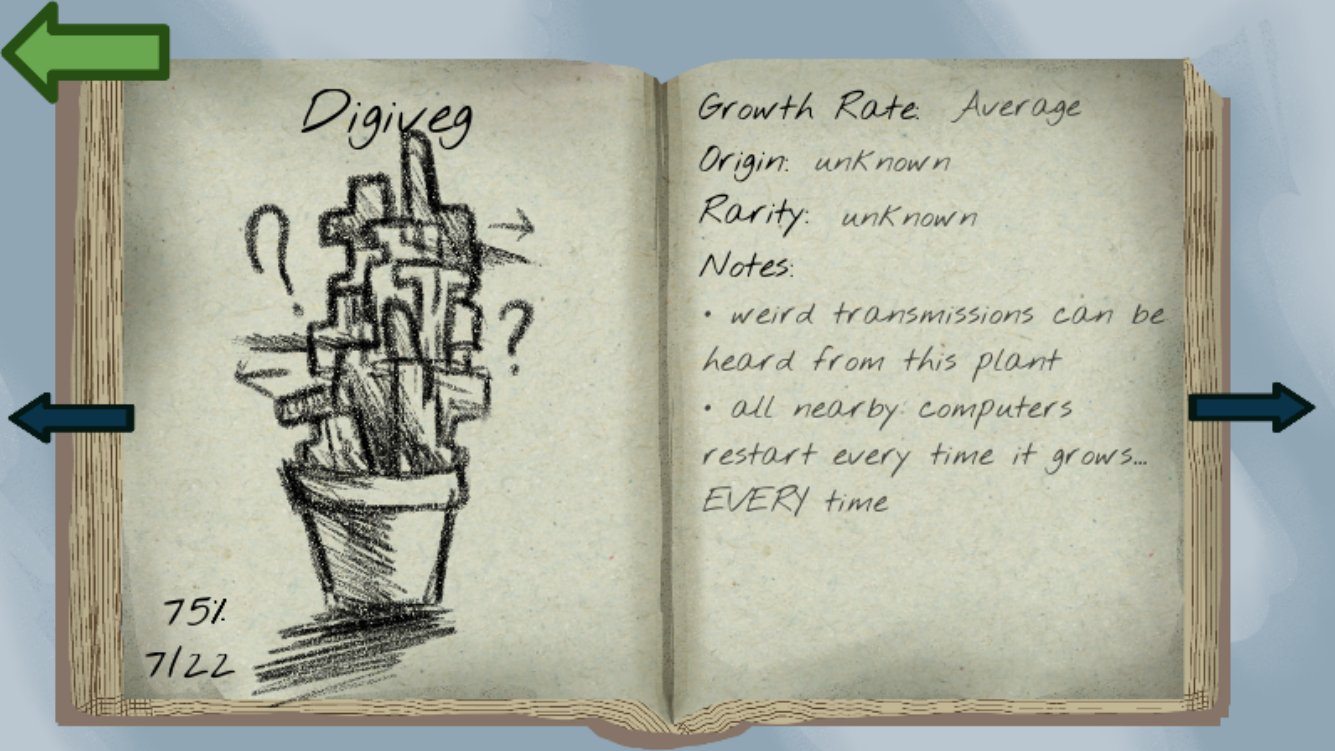 Digiveg
75%
7/22
Growth Rate: Average
Origin: unknown
Rarity: unknown
Notes:
• weird transmissions can be
heard from this plant
• all nearby computers
restart every time it grows...
EVERY time